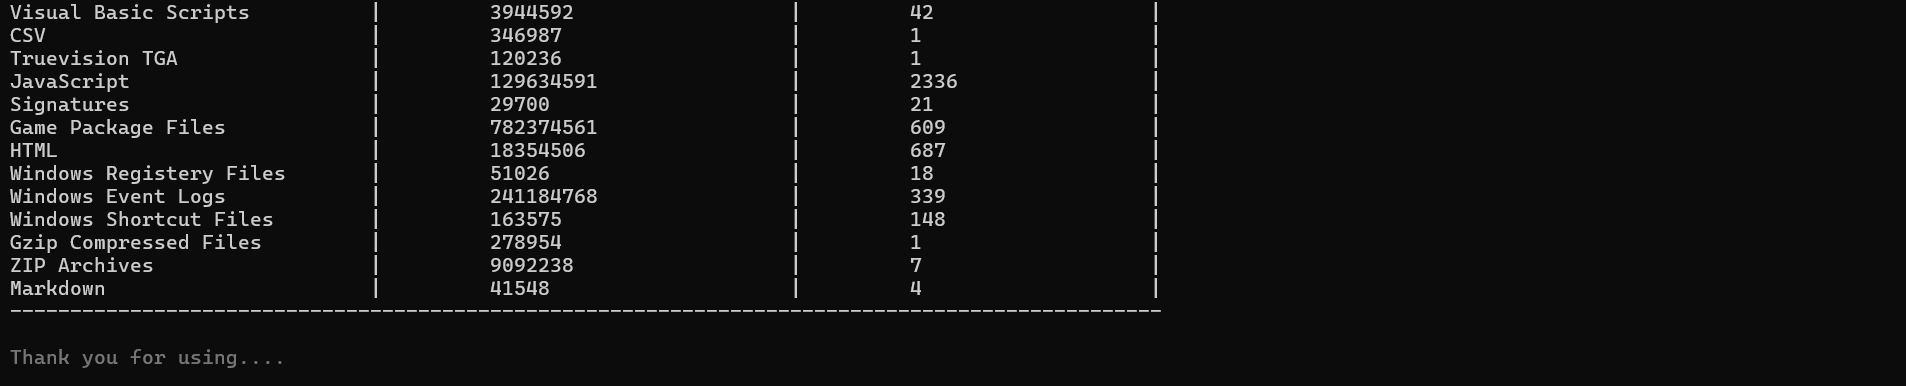 Visual Basic Scripts | 3944592 | 42 |
CSV | 346987 | 1 |
Truevision TGA | 120236 | 1 |
JavaScript | 129634591 | 2336 |
Signatures | 29700 | 21 |
Game Package Files | 782374561 | 609 |
HTML | 18354506 | 687 |
Windows Registery Files | 51026 | 18 |
Windows Event Logs | 241184768 | 339 |
Windows Shortcut Files | 163575 | 148 |
Gzip Compressed Files | 278954 | 1 |
ZIP Archives | 9092238 | 7 |
Markdown | 41548 | 4 |
------------------------------------------------------------------------------------------------
Thank you for using....